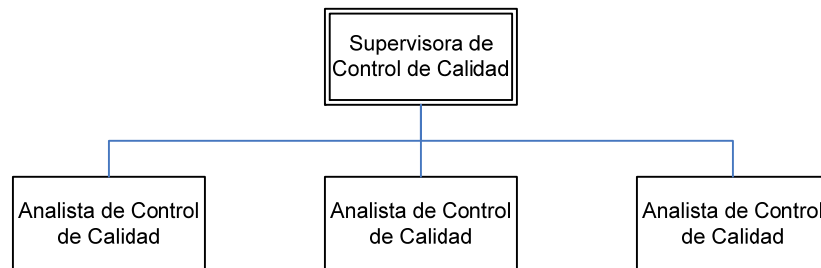 Supervisora de
Control de Calidad
Analista de Control
de Calidad
Analista de Control
de Calidad
Analista de Control
de Calidad